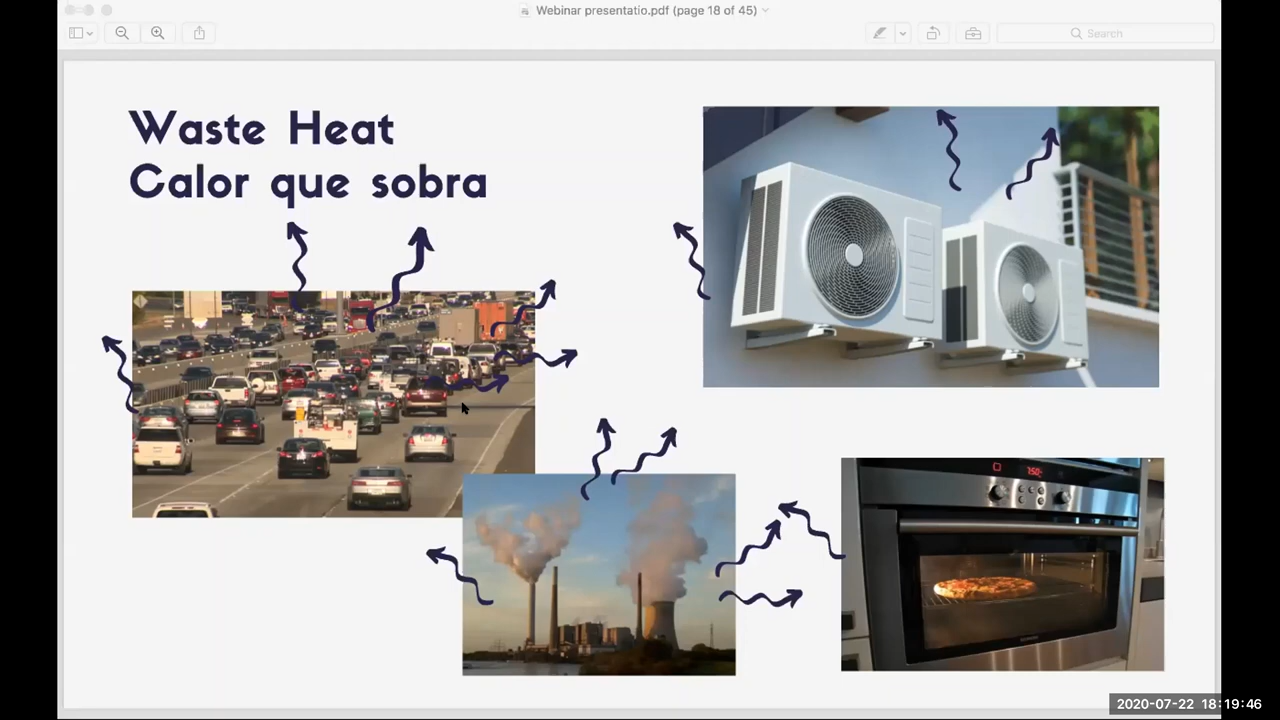 Webinar presentatio.pdf (page 18 of 45)
Search
Waste Heat
Calor que sobra
750
2020-07-22 18:19:46